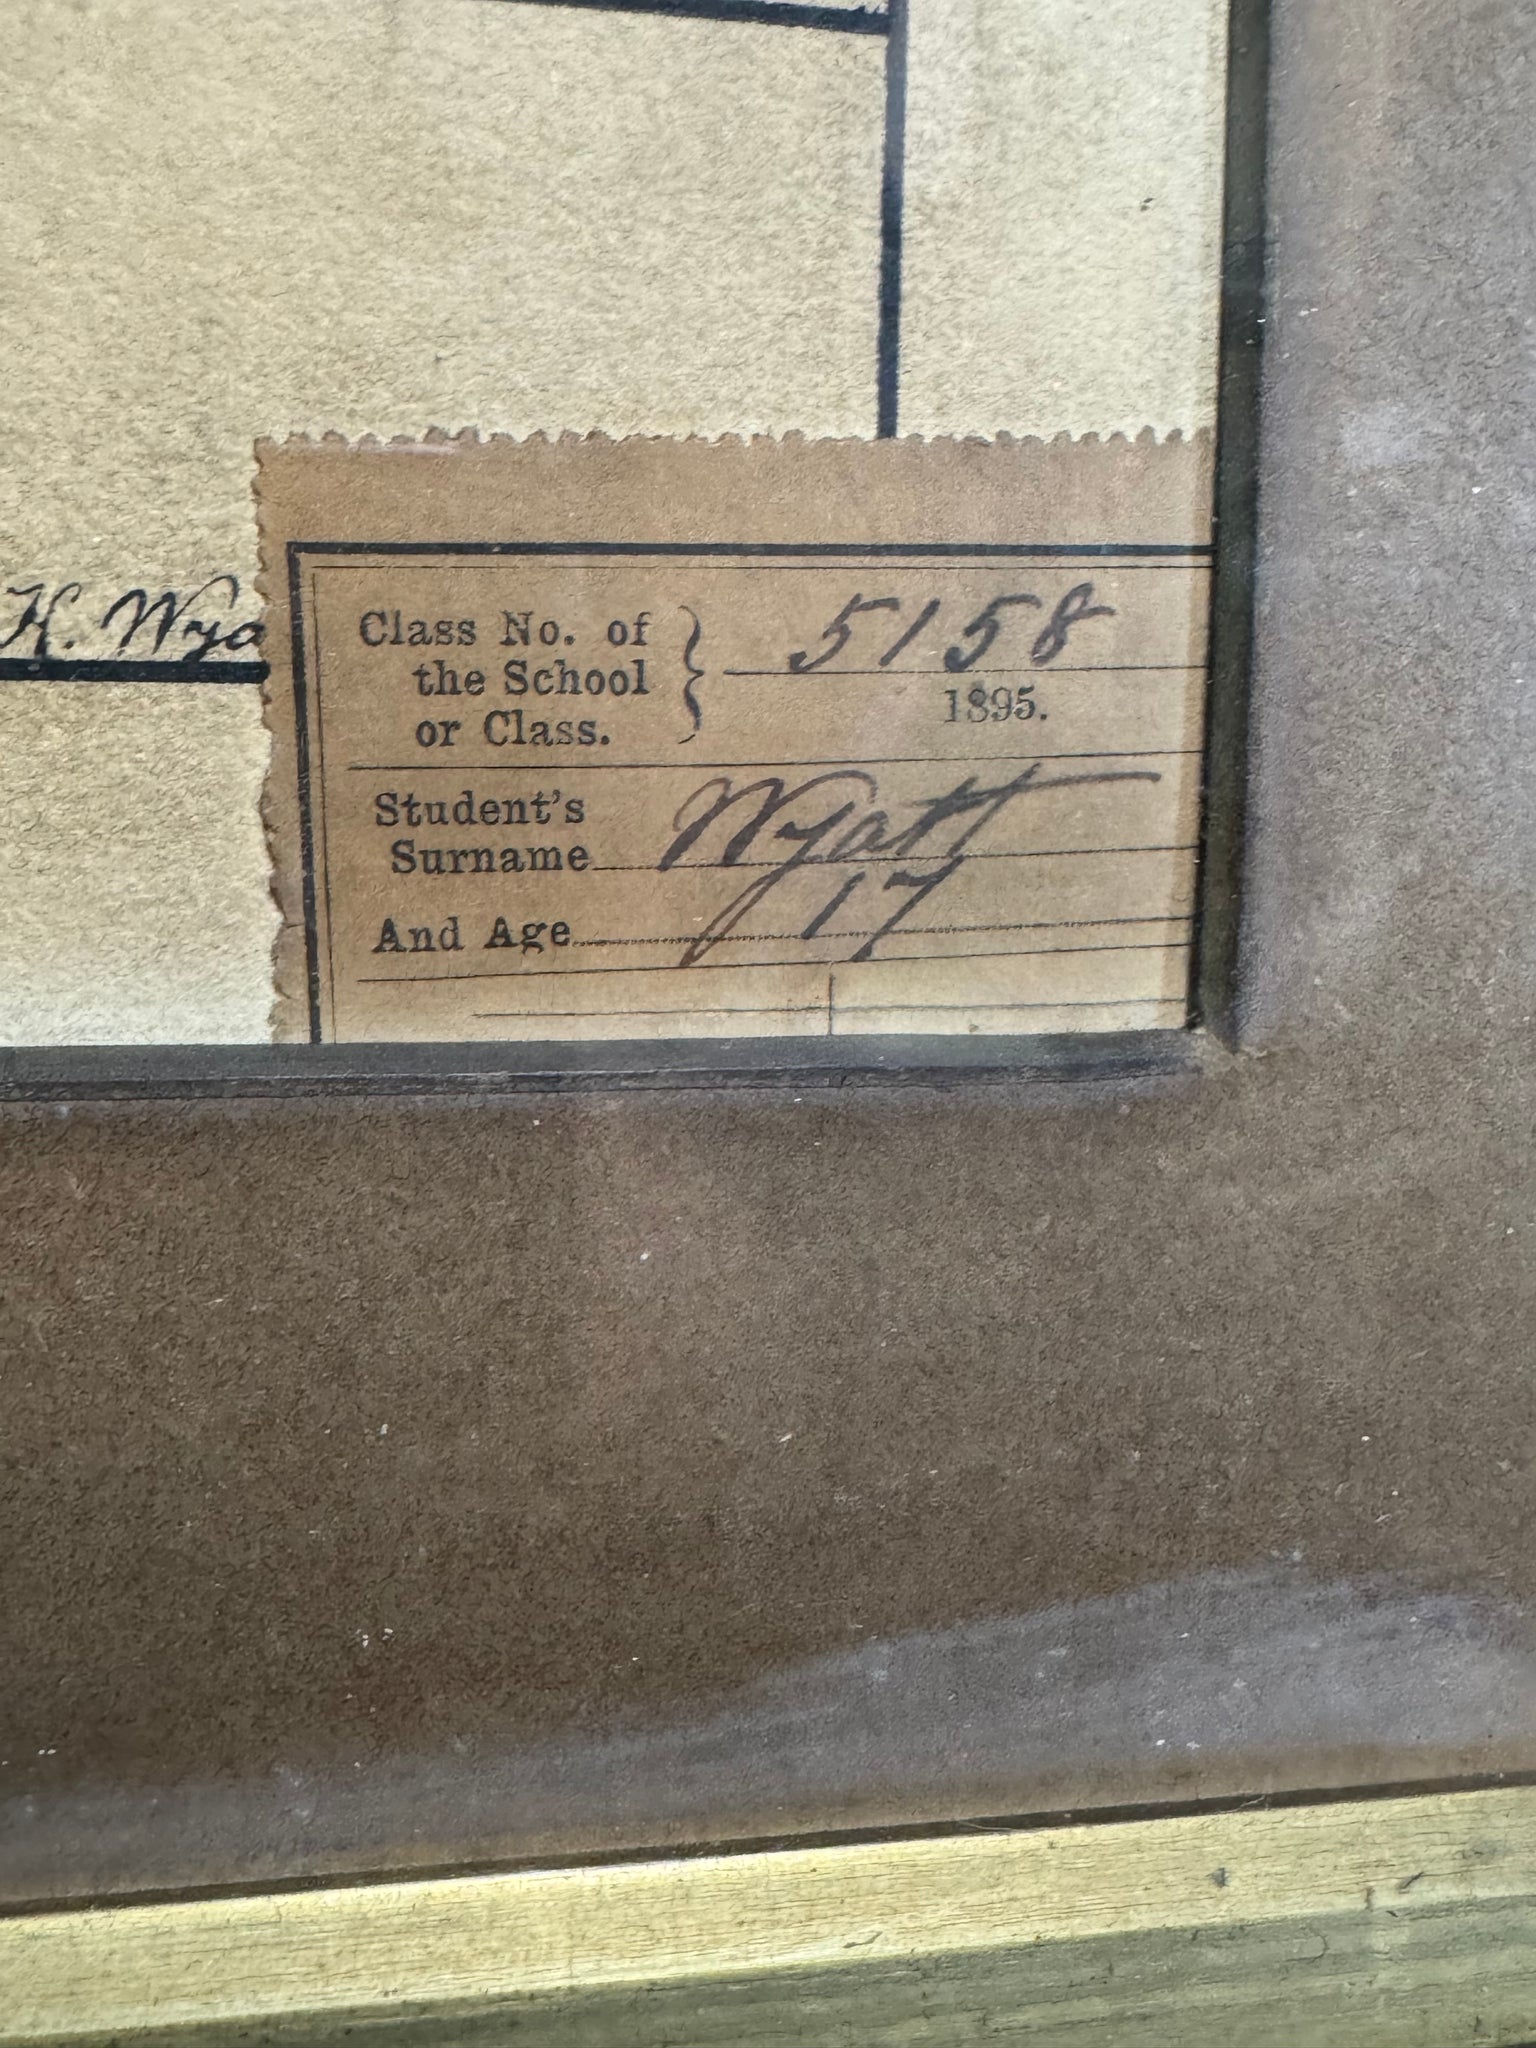 H. Wya
Class No. of
the School
or Class.
5158
1895.
Student's
Surname Wyatt
And Age 17